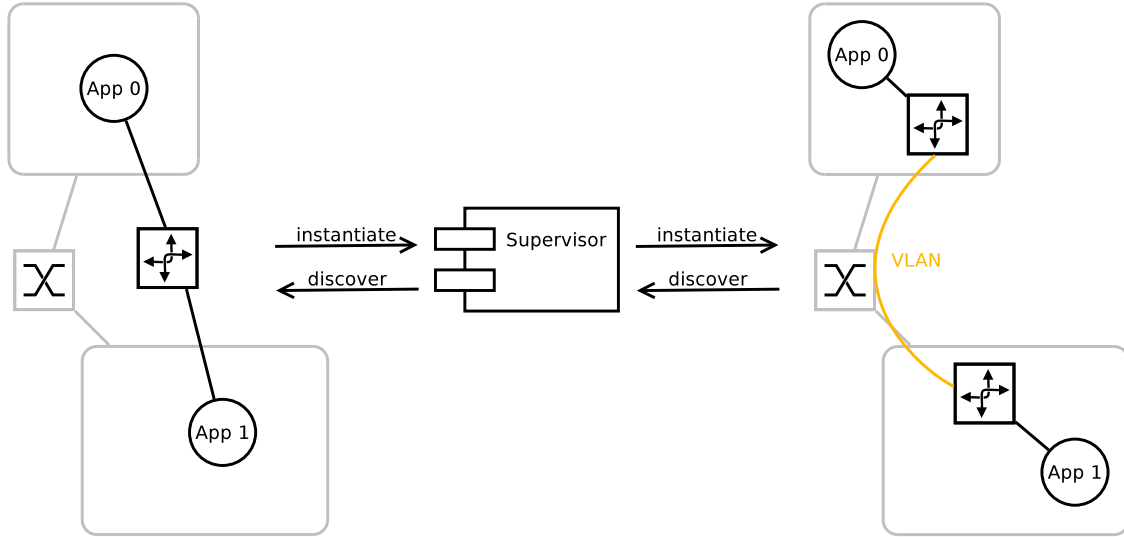 App 0
App 1
instantiate
discover
Supervisor
instantiate
discover
App 0
VLAN
App 1